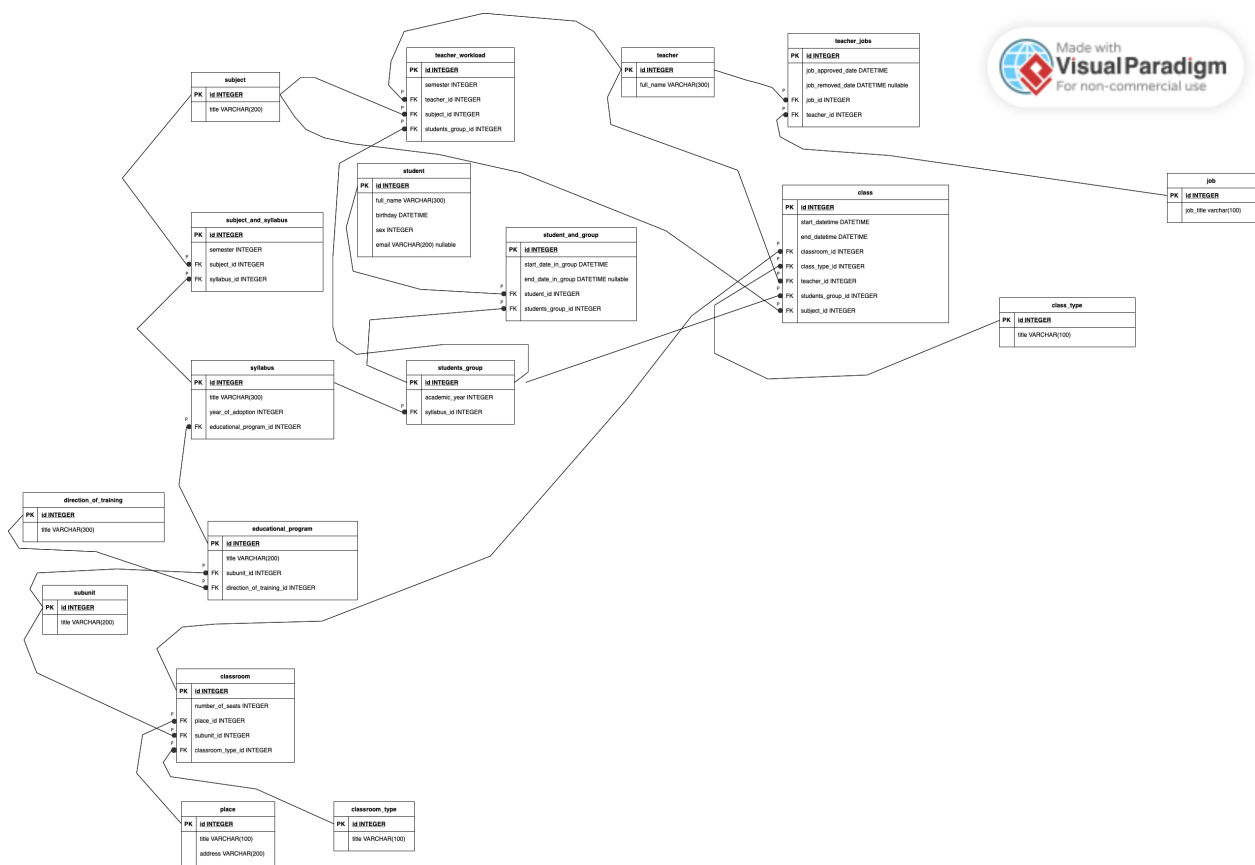 Made with
Visual Paradigm
For non-commercial use
subject
PK id INTEGER
title VARCHAR(200)
teacher_workload
PK id INTEGER
semester INTEGER
P
FK teacher_id INTEGER
P
FK subject_id INTEGER
P
FK students_group_id INTEGER
teacher
PK id INTEGER
full_name VARCHAR(300)
teacher_jobs
PK id INTEGER
job_approved_date DATETIME
job_removed_date DATETIME nullable
P
FK job_id INTEGER
P
FK teacher_id INTEGER
job
PK id INTEGER
job_title varchar(100)
student
PK id INTEGER
full_name VARCHAR(300)
birthday DATETIME
sex INTEGER
email VARCHAR(200) nullable
class
PK id INTEGER
start_datetime DATETIME
end_datetime DATETIME
P
FK classroom_id INTEGER
P
FK class_type_id INTEGER
P
FK teacher_id INTEGER
P
FK students_group_id INTEGER
P
FK subject_id INTEGER
subject_and_syllabus
PK id INTEGER
semester INTEGER
P
FK subject_id INTEGER
P
FK syllabus_id INTEGER
student_and_group
PK id INTEGER
start_date_in_group DATETIME
end_date_in_group DATETIME nullable
P
FK student_id INTEGER
P
FK students_group_id INTEGER
class_type
PK id INTEGER
title VARCHAR(100)
syllabus
PK id INTEGER
title VARCHAR(300)
year_of_adoption INTEGER
P
FK educational_program_id INTEGER
students_group
PK id INTEGER
academic_year INTEGER
P
FK syllabus_id INTEGER
direction_of_training
PK id INTEGER
title VARCHAR(300)
educational_program
PK id INTEGER
title VARCHAR(200)
P
FK subunit_id INTEGER
P
FK direction_of_training_id INTEGER
subunit
PK id INTEGER
title VARCHAR(200)
classroom
PK id INTEGER
number_of_seats INTEGER
P
FK place_id INTEGER
P
FK subunit_id INTEGER
P
FK classroom_type_id INTEGER
place
PK id INTEGER
title VARCHAR(100)
address VARCHAR(200)
classroom_type
PK id INTEGER
title VARCHAR(100)